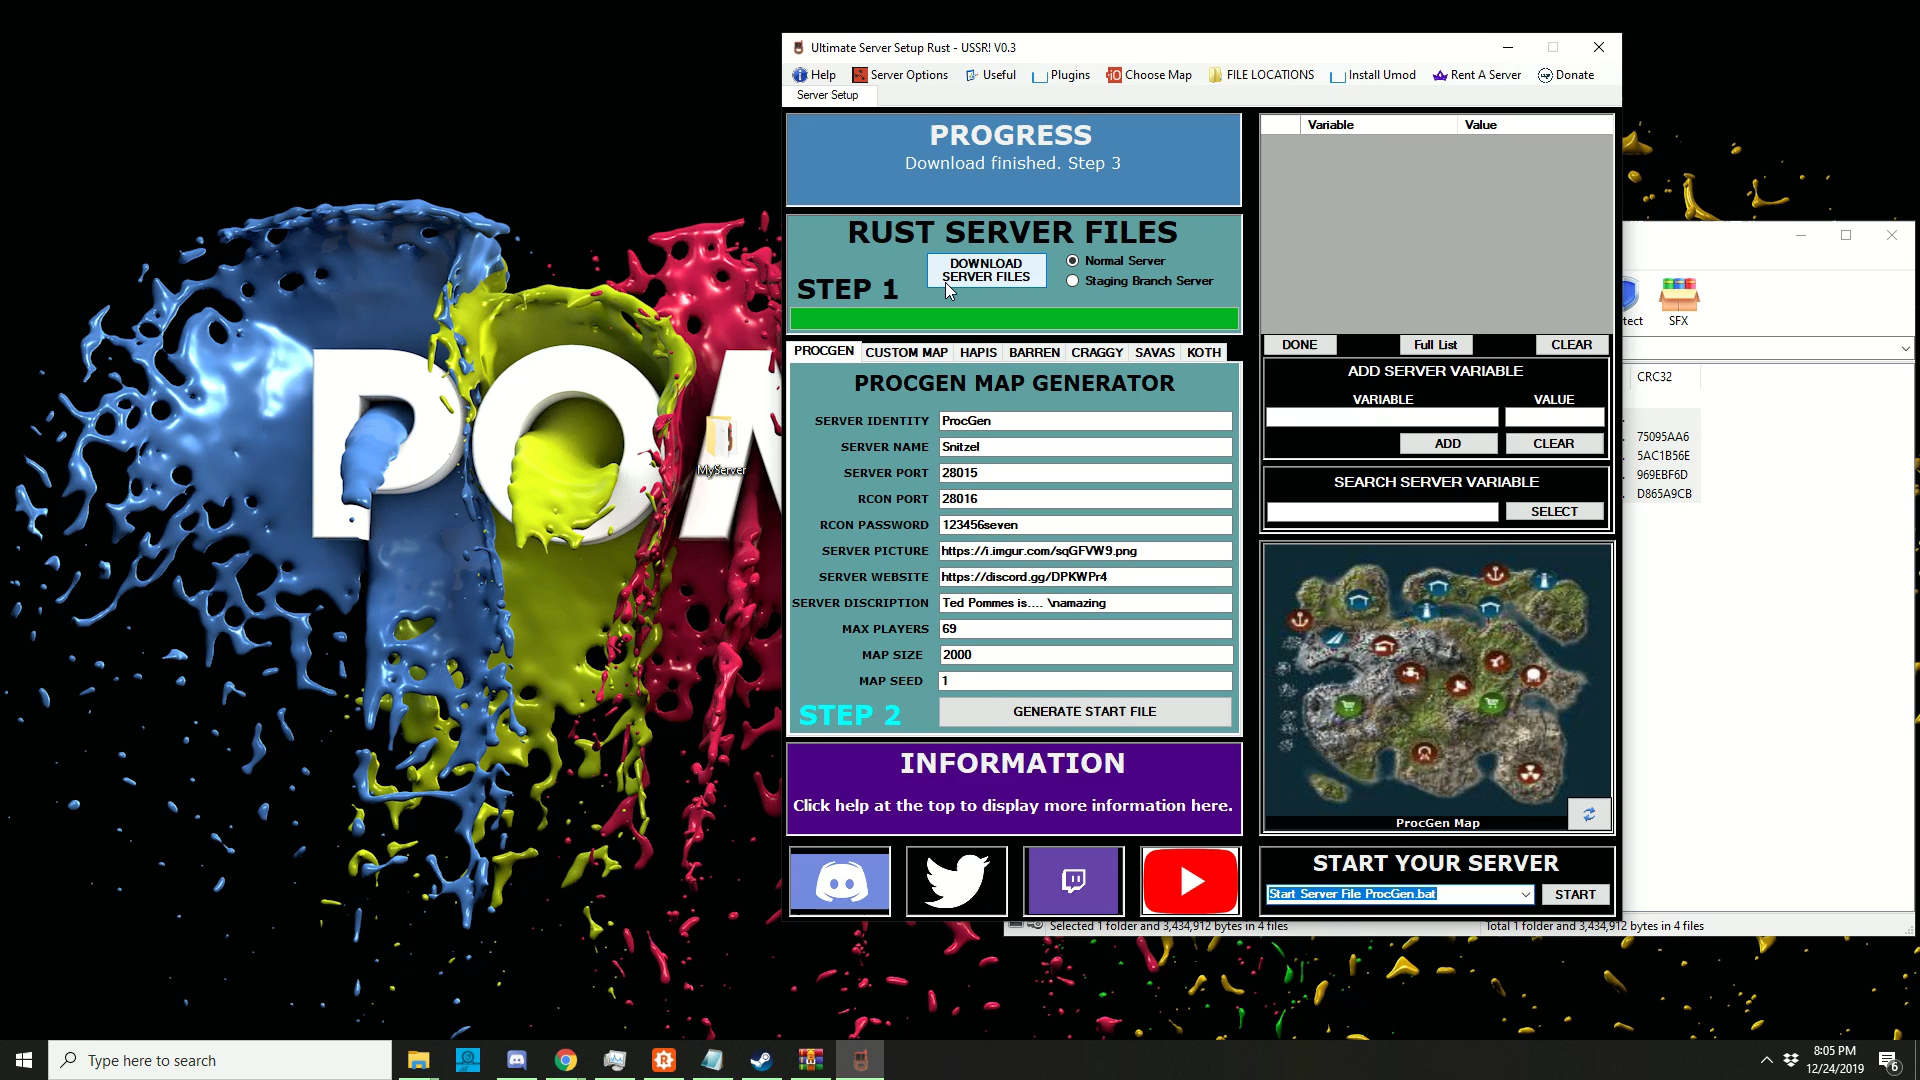 Ultimate Server Setup Rust - USSR! V0.3
Help Server Options Useful Plugins Choose Map FILE LOCATIONS Install Umod Rent A Server Donate
Server Setup
PROGRESS
Download finished. Step 3
RUST SERVER FILES
STEP 1
DOWNLOAD
SERVER FILES
Normal Server
Staging Branch Server
PROCGEN CUSTOM MAP HAPIS BARREN CRAGGY SAVAS KOTH
PROCGEN MAP GENERATOR
SERVER IDENTITY ProcGen
SERVER NAME Snitzel
SERVER PORT 28015
RCON PORT 28016
RCON PASSWORD 123456seven
SERVER PICTURE https://i.imgur.com/sqGFVW9.png
SERVER WEBSITE https://discord.gg/DPKWPr4
SERVER DISCRIPTION Ted Pommes is.... \namazing
MAX PLAYERS 69
MAP SIZE 2000
MAP SEED 1
STEP 2 GENERATE START FILE
INFORMATION
Click help at the top to display more information here.
Variable Value
DONE Full List CLEAR
ADD SERVER VARIABLE
VARIABLE VALUE
ADD CLEAR
SEARCH SERVER VARIABLE
SELECT
ProcGen Map
START YOUR SERVER
Start Server File ProcGen.bat START
tect SFX
CRC32
75095AA6
5AC1B56E
969EBF6D
D865A9CB
Selected 1 folder and 3,434,912 bytes in 4 files
Total 1 folder and 3,434,912 bytes in 4 files
POM
MyServer
Type here to search
8:05 PM
12/24/2019
6